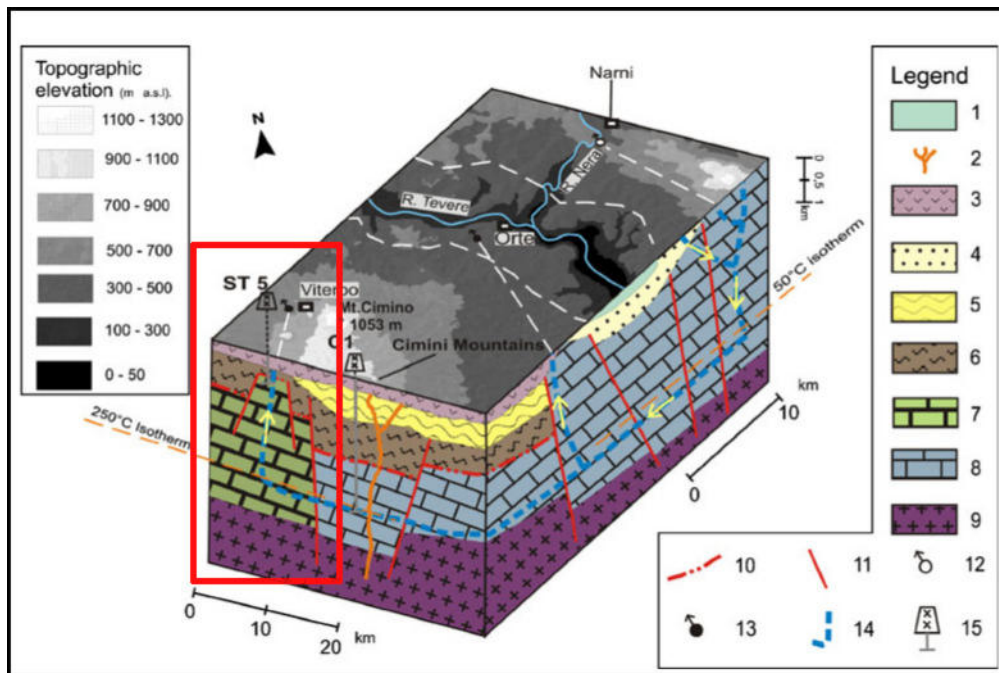 Topographic
elevation (m a.s.l).
1100 - 1300
900 - 1100
700 - 900
500 - 700
300 - 500
100 - 300
0 - 50
N
Narni
R. Nera
R. Tevere
Orte
ST 5
Viterbo
Mt.Cimino
1053 m
C1
Cimini Mountains
250°C Isotherm
50°C isotherm
0
0,5
1
km
km
10
0
0
10
20
km
Legend
1
2
3
4
5
6
7
8
9
10
11
12
13
14
15